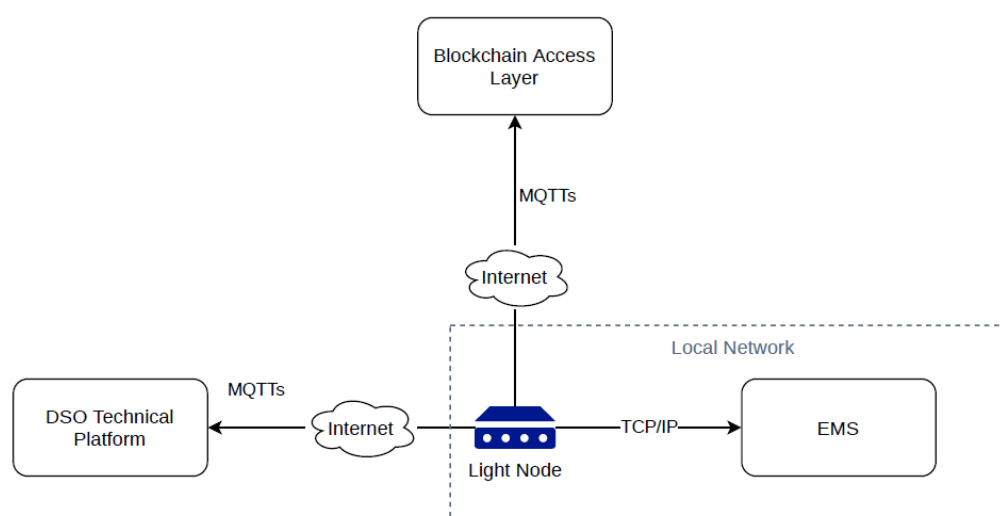 Blockchain Access
Layer
MQTTs
Internet
Local Network
MQTTs
DSO Technical
Platform
Internet
TCP/IP
EMS
Light Node